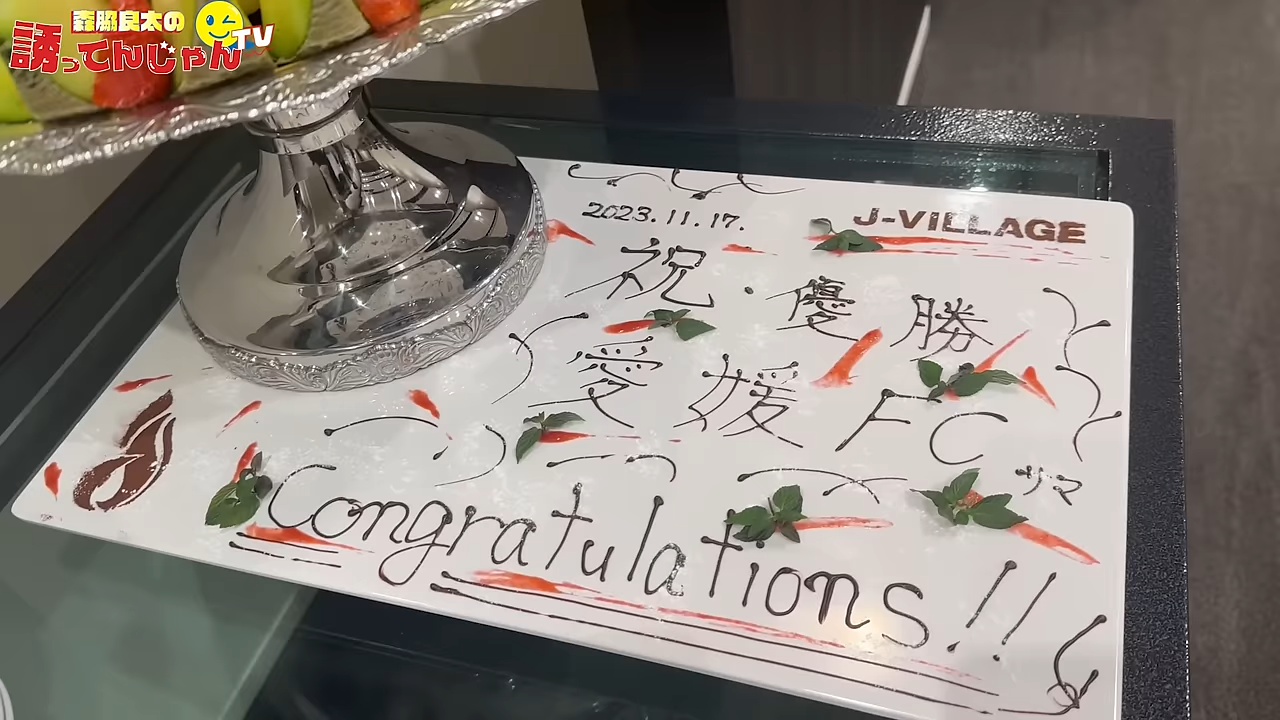 森脇良太の
誘ってんじゃんTV
2023.11.17.
J-VILLAGE
祝・優勝
愛媛FC
サマ
Congratulations!!